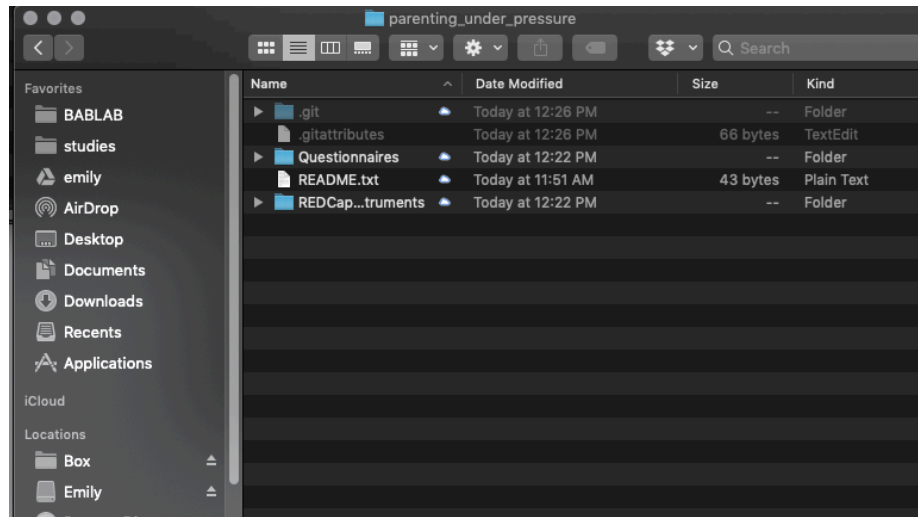 parenting_under_pressure
Search
Favorites
BABLAB
studies
emily
AirDrop
Desktop
Documents
Downloads
Recents
Applications
iCloud
Locations
Box
Emily
Name Date Modified Size Kind
.git Today at 12:26 PM -- Folder
.gitattributes Today at 12:26 PM 66 bytes TextEdit
Questionnaires Today at 12:22 PM -- Folder
README.txt Today at 11:51 AM 43 bytes Plain Text
REDCap...truments Today at 12:22 PM -- Folder